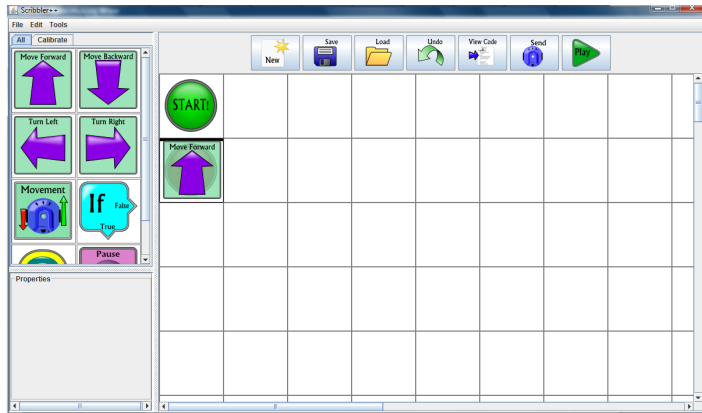 Scribbler++
File Edit Tools
All Calibrate
New Save Load Undo View Code Send Play
Move Forward Move Backward
Turn Left Turn Right
Movement
If
False
True
Pause
START!
Move Forward
Properties